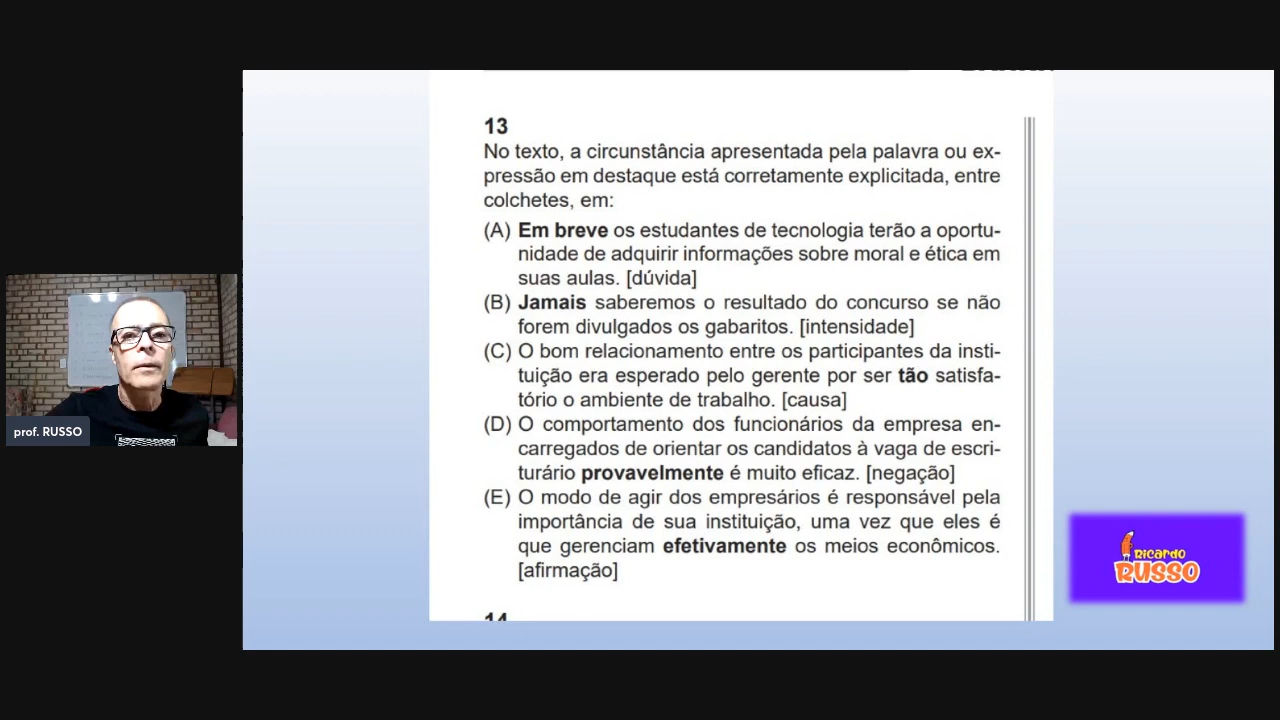 13
No texto, a circunstância apresentada pela palavra ou ex-
pressão em destaque está corretamente explicitada, entre
colchetes, em:
(A) Em breve os estudantes de tecnologia terão a oportu-
nidade de adquirir informações sobre moral e ética em
suas aulas. [dúvida]
(B) Jamais saberemos o resultado do concurso se não
forem divulgados os gabaritos. [intensidade]
(C) O bom relacionamento entre os participantes da insti-
tuição era esperado pelo gerente por ser tão satisfa-
tório o ambiente de trabalho. [causa]
(D) O comportamento dos funcionários da empresa en-
carregados de orientar os candidatos à vaga de escri-
turário provavelmente é muito eficaz. [negação]
(E) O modo de agir dos empresários é responsável pela
importância de sua instituição, uma vez que eles é
que gerenciam efetivamente os meios econômicos.
[afirmação]
14
prof. RUSSO
RICARDO
RUSSO